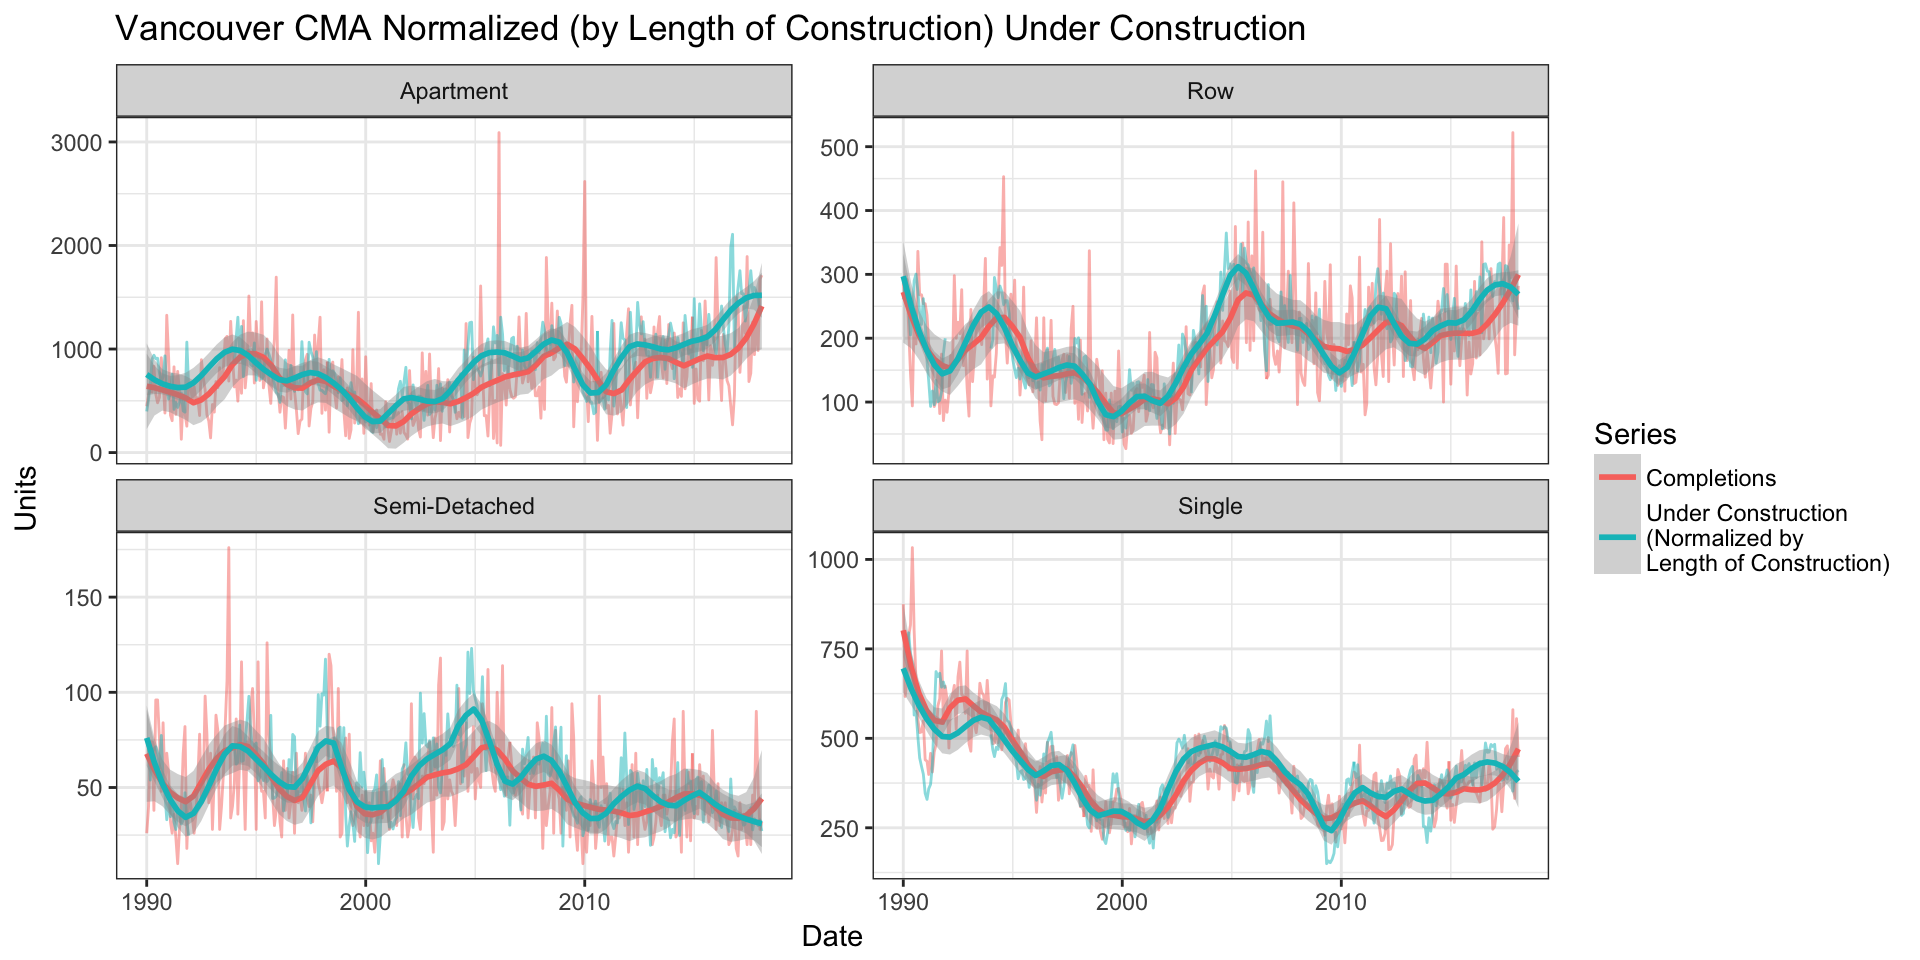 Vancouver CMA Normalized (by Length of Construction) Under Construction
Apartment
Row
3000
2000
1000
0
500
400
300
200
100
Semi-Detached
Single
150
100
50
1000
750
500
250
1990
2000
2010
1990
2000
2010
Date
Units
Series
Completions
Under Construction
(Normalized by
Length of Construction)